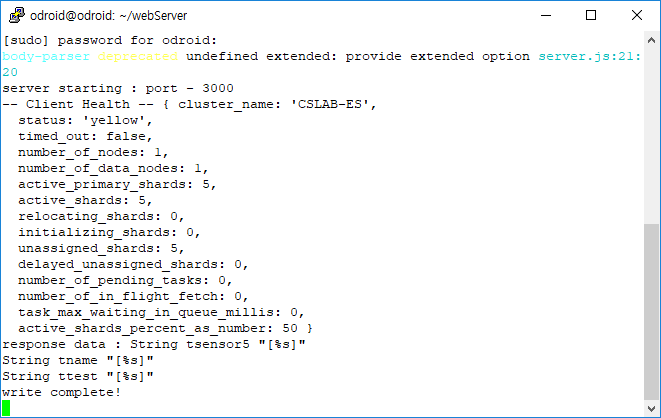 odroid@odroid: ~/webServer
[sudo] password for odroid:
body-parser deprecated undefined extended: provide extended option server.js:21:
20
server starting : port - 3000
-- Client Health -- { cluster_name: 'CSLAB-ES',
  status: 'yellow',
  timed_out: false,
  number_of_nodes: 1,
  number_of_data_nodes: 1,
  active_primary_shards: 5,
  active_shards: 5,
  relocating_shards: 0,
  initializing_shards: 0,
  unassigned_shards: 5,
  delayed_unassigned_shards: 0,
  number_of_pending_tasks: 0,
  number_of_in_flight_fetch: 0,
  task_max_waiting_in_queue_millis: 0,
  active_shards_percent_as_number: 50 }
response data : String tsensor5 "[%s]"
String tname "[%s]"
String ttest "[%s]"
write complete!